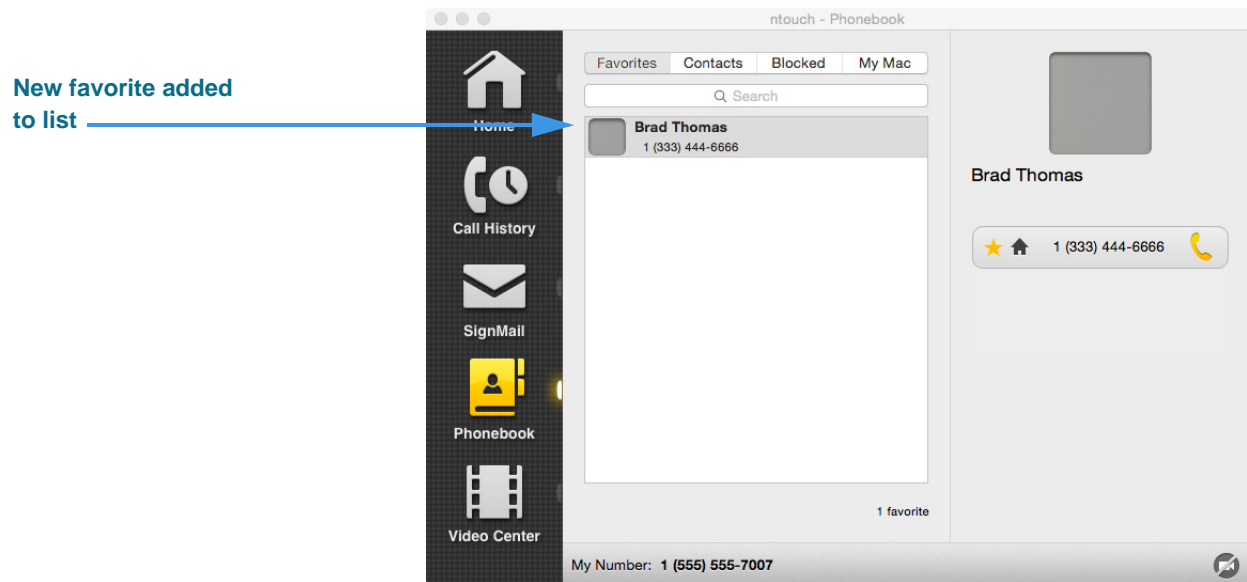 ntouch - Phonebook
New favorite added
to list
Home
Call History
SignMail
Phonebook
Video Center
Favorites Contacts Blocked My Mac
Search
Brad Thomas
1 (333) 444-6666
1 favorite
Brad Thomas
1 (333) 444-6666
My Number: 1 (555) 555-7007